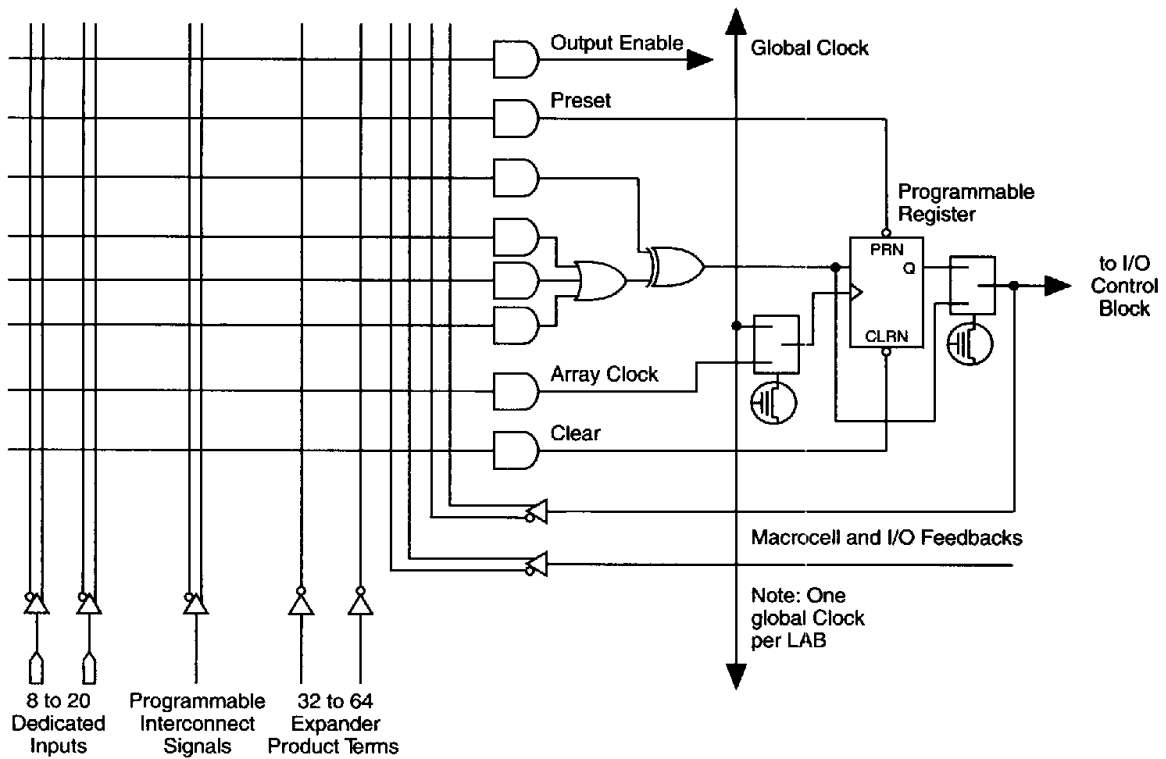 Output Enable
Global Clock
Preset
Programmable
Register
PRN
Q
to I/O
Control
Block
CLRN
Array Clock
Clear
Macrocell and I/O Feedbacks
Note: One
global Clock
per LAB
8 to 20
Dedicated
Inputs
Programmable
Interconnect
Signals
32 to 64
Expander
Product Terms